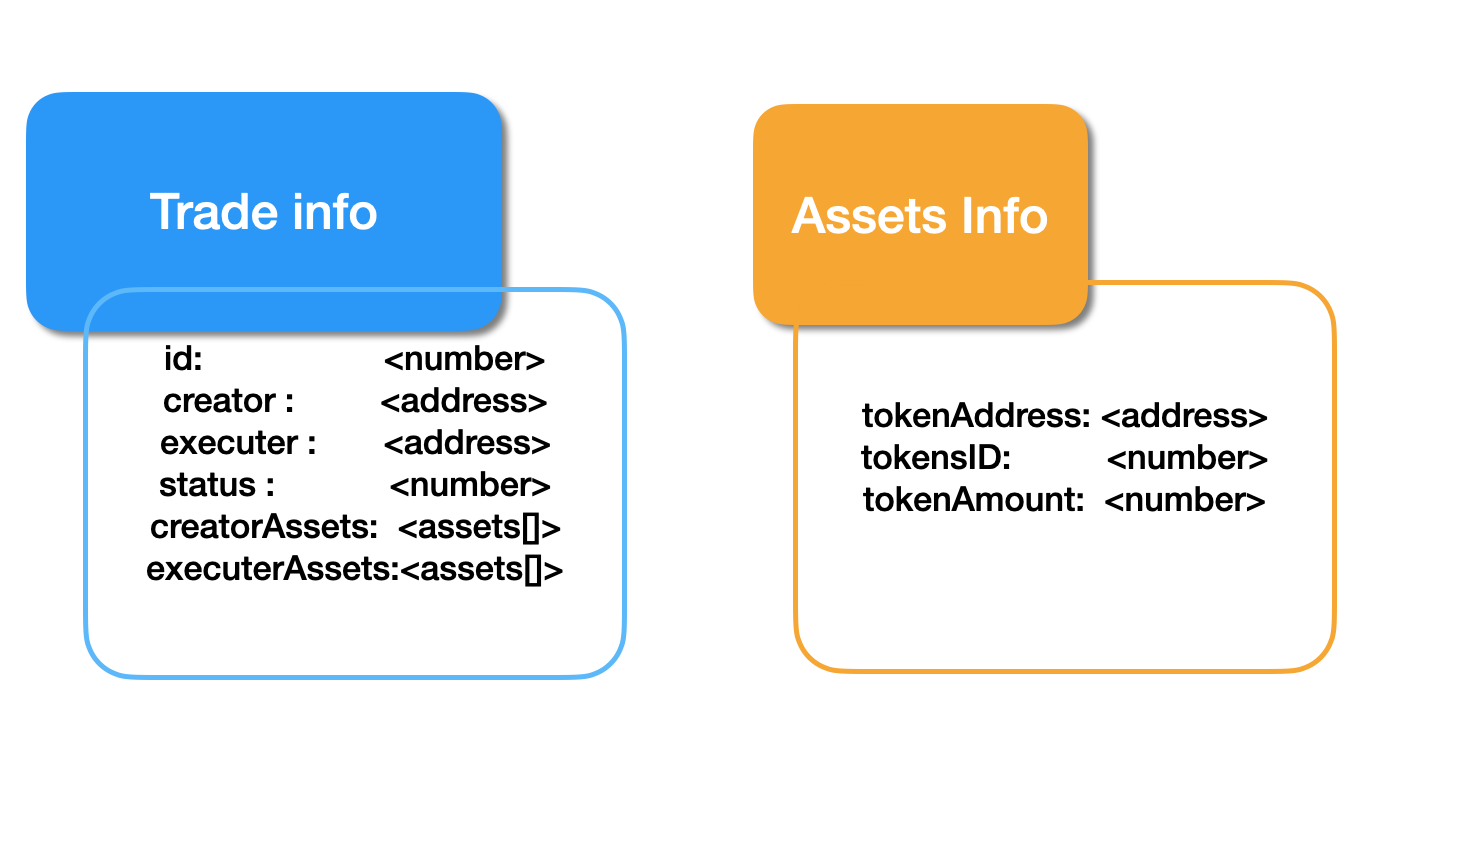 Trade info
id: <number>
creator : <address>
executer : <address>
status : <number>
creatorAssets: <assets[]>
executerAssets:<assets[]>
Assets Info
tokenAddress: <address>
tokensID: <number>
tokenAmount: <number>